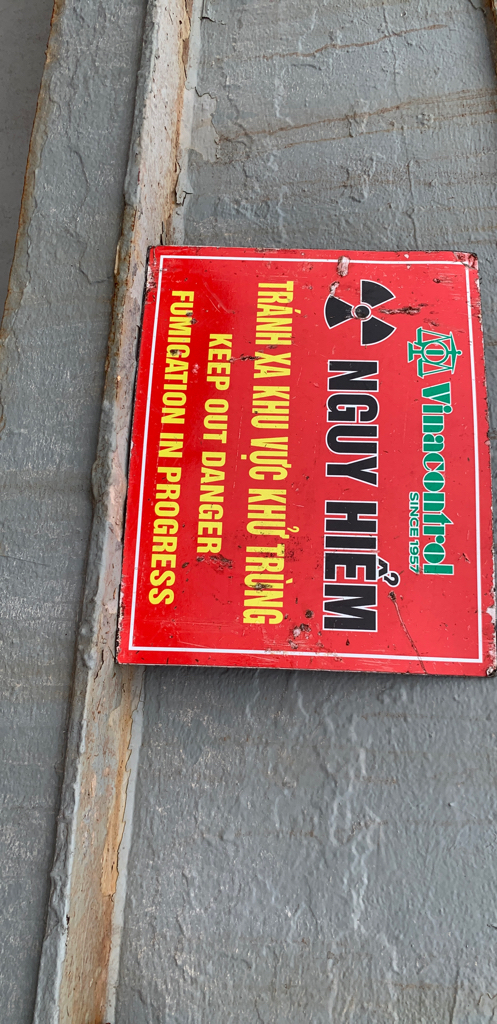 Vinacontrol
SINCE 1957
NGUY HIỂM
TRÁNH XA KHU VỰC KHỬ TRÙNG
KEEP OUT DANGER
FUMIGATION IN PROGRESS